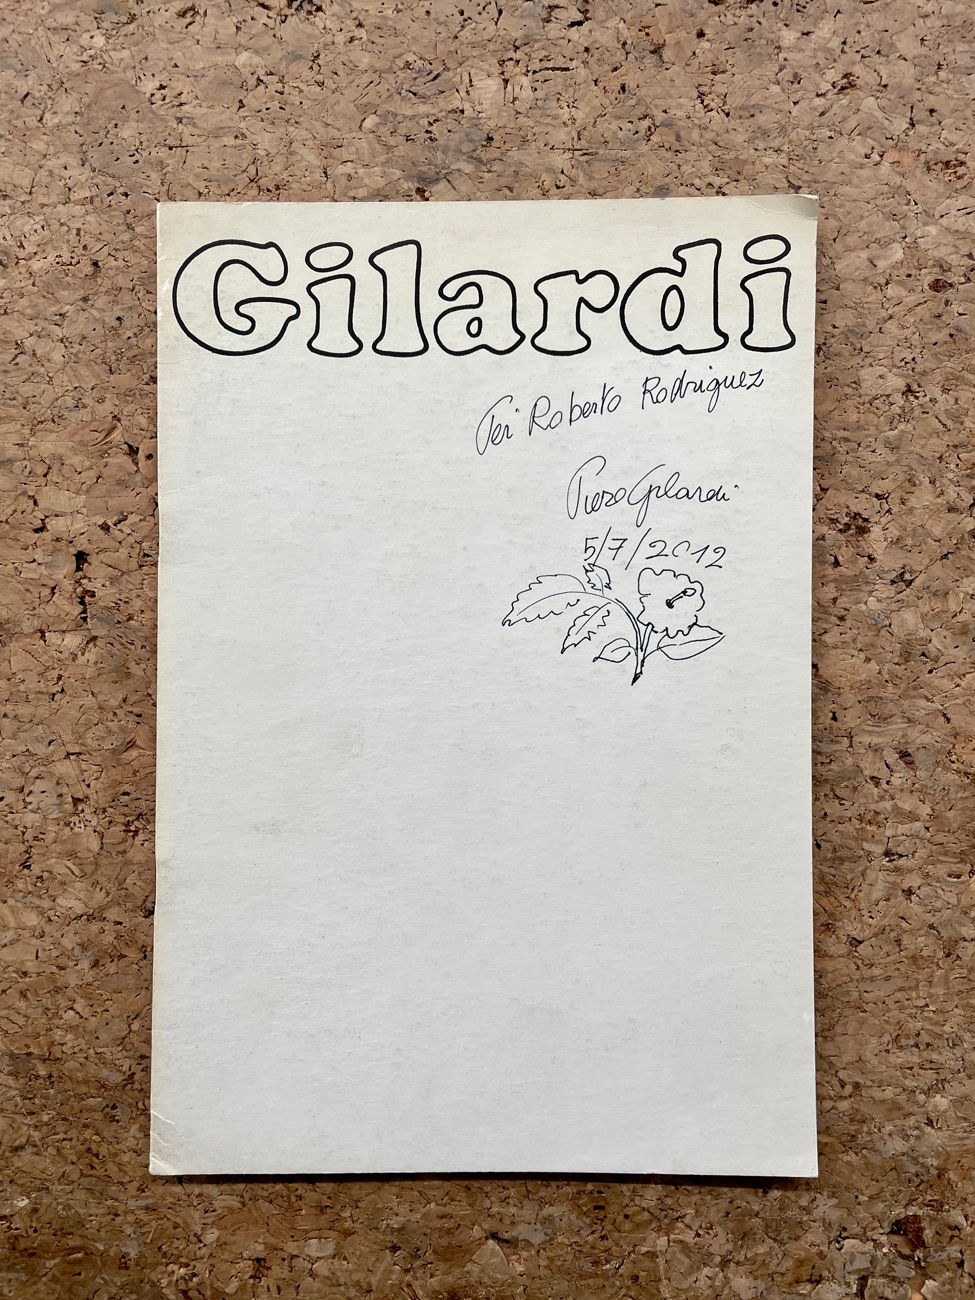 Gilardi
Per Roberto Rodriguez
Piero Gilardi
5/7/2012